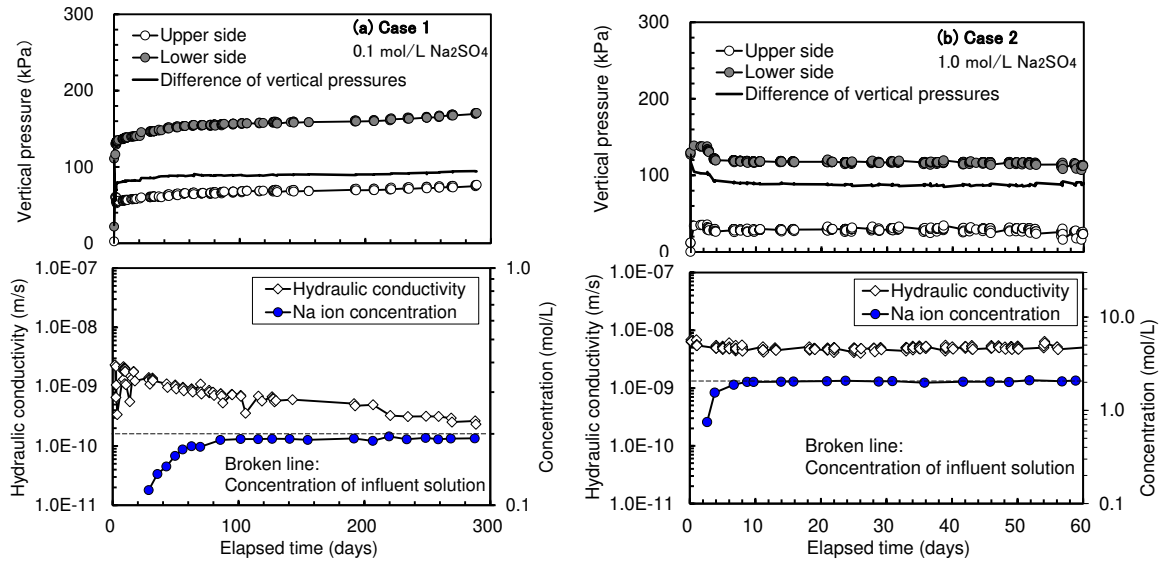 300
200
100
0
Vertical pressure (kPa)
(a) Case 1
0.1 mol/L Na2SO4
Upper side
Lower side
Difference of vertical pressures
1.0E-07
1.0E-08
1.0E-09
1.0E-10
1.0E-11
Hydraulic conductivity (m/s)
Hydraulic conductivity
Na ion concentration
Broken line:
Concentration of influent solution
1.0
0.1
Concentration (mol/L)
0 100 200 300
Elapsed time (days)
300
200
100
0
Vertical pressure (kPa)
(b) Case 2
1.0 mol/L Na2SO4
Upper side
Lower side
Difference of vertical pressures
1.0E-07
1.0E-08
1.0E-09
1.0E-10
1.0E-11
Hydraulic conductivity (m/s)
Hydraulic conductivity
Na ion concentration
Broken line:
Concentration of influent solution
10.0
1.0
0.1
Concentration (mol/L)
0 10 20 30 40 50 60
Elapsed time (days)